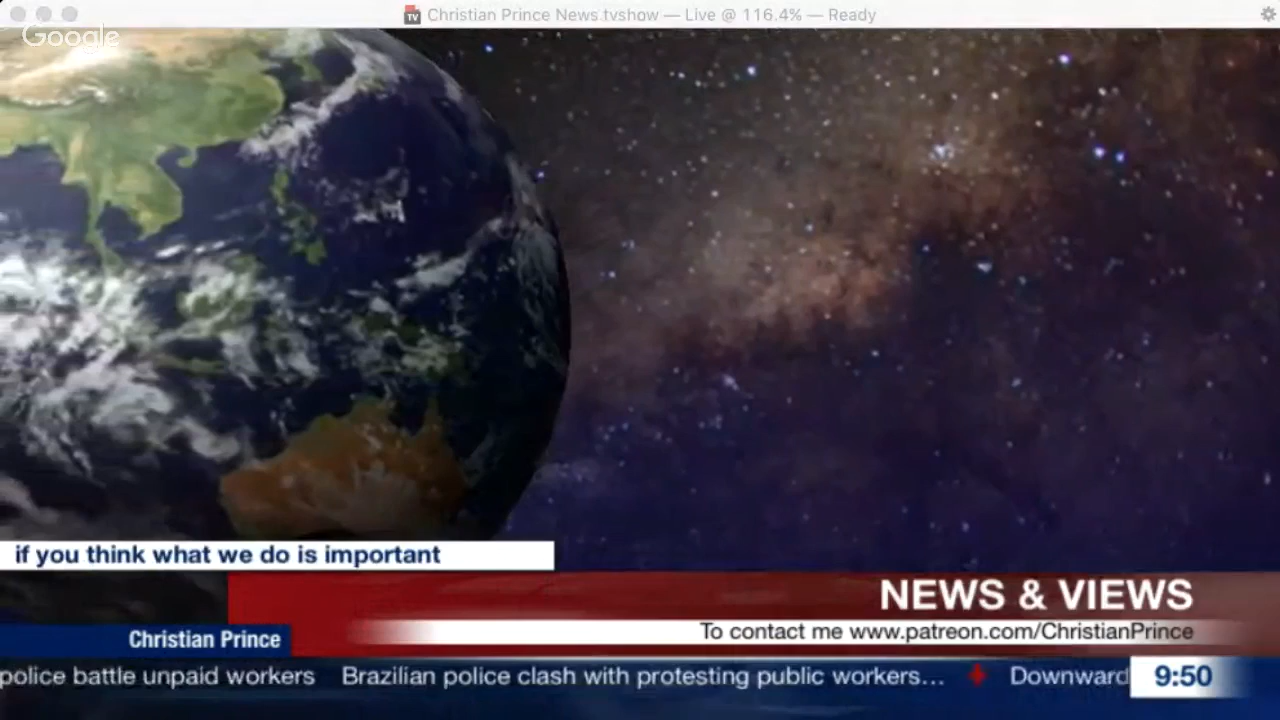 Christian Prince News.tvshow — Live @ 116.4% — Ready
Google
TV
if you think what we do is important
NEWS & VIEWS
To contact me www.patreon.com/ChristianPrince
Christian Prince
police battle unpaid workers Brazilian police clash with protesting public workers... Downward
9:50